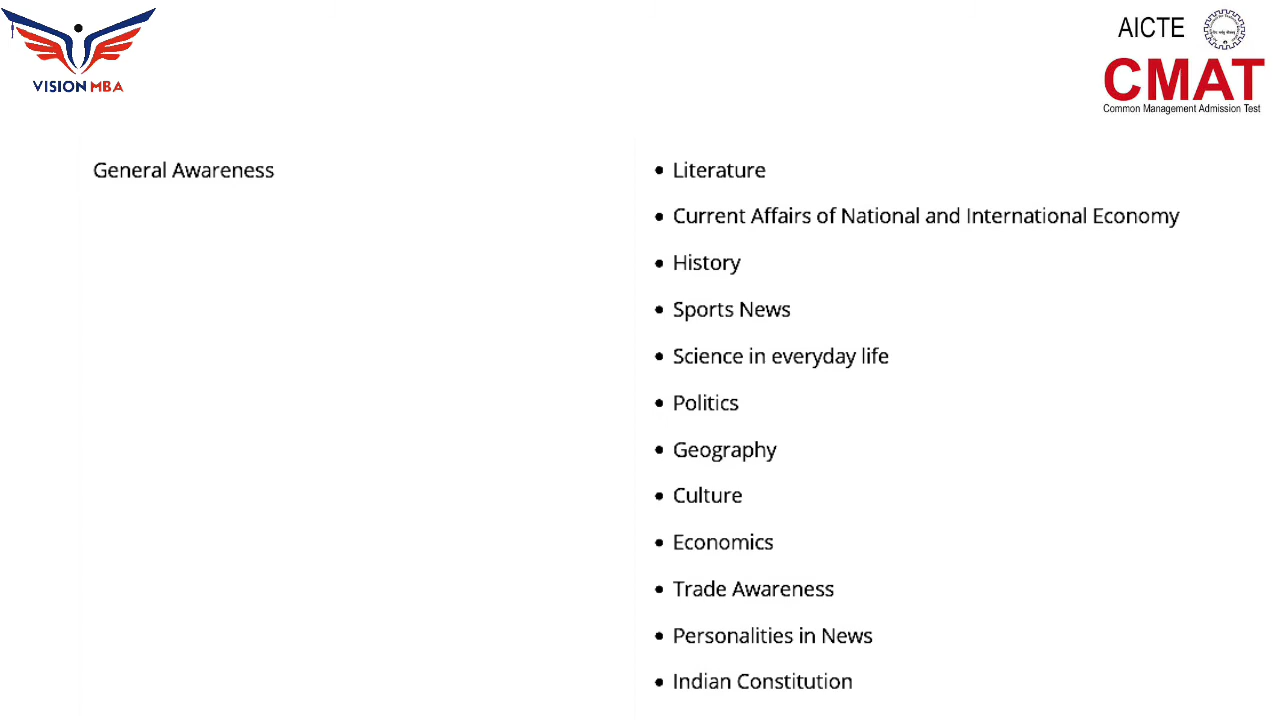 VISION MBA
AICTE
CMAT
Common Management Admission Test
General Awareness
• Literature
• Current Affairs of National and International Economy
• History
• Sports News
• Science in everyday life
• Politics
• Geography
• Culture
• Economics
• Trade Awareness
• Personalities in News
• Indian Constitution